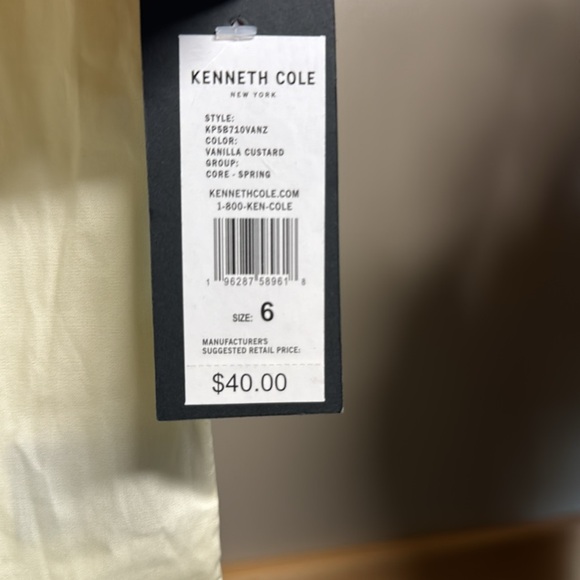 KENNETH COLE
NEW YORK
STYLE:
KP5B710VANZ
COLOR:
VANILLA CUSTARD
GROUP:
CORE - SPRING
KENNETHCOLE.COM
1-800-KEN-COLE
1 96287 58961 8
SIZE: 6
MANUFACTURER'S
SUGGESTED RETAIL PRICE:
$40.00